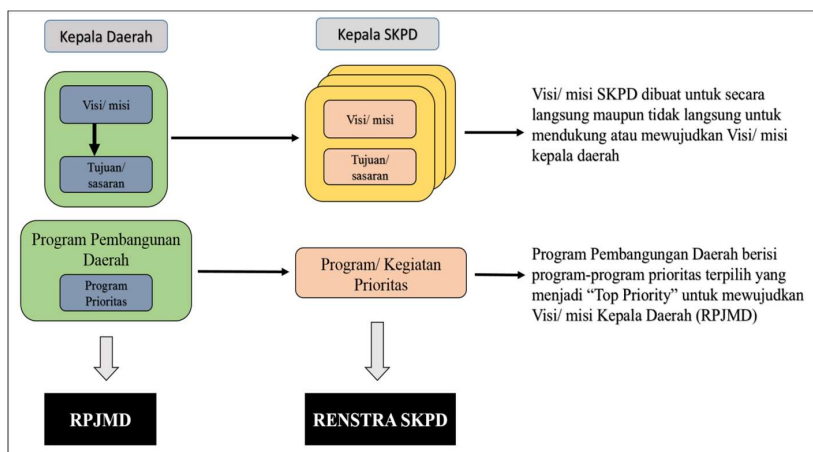 Kepala Daerah
Kepala SKPD
Visi/ misi
Tujuan/
sasaran
Visi/ misi
Tujuan/
sasaran
Visi/ misi SKPD dibuat untuk secara
langsung maupun tidak langsung untuk
mendukung atau mewujudkan Visi/ misi
kepala daerah
Program Pembangunan
Daerah
Program
Prioritas
Program/ Kegiatan
Prioritas
Program Pembangungan Daerah berisi
program-program prioritas terpilih yang
menjadi “Top Priority” untuk mewujudkan
Visi/ misi Kepala Daerah (RPJMD)
RPJMD
RENSTRA SKPD